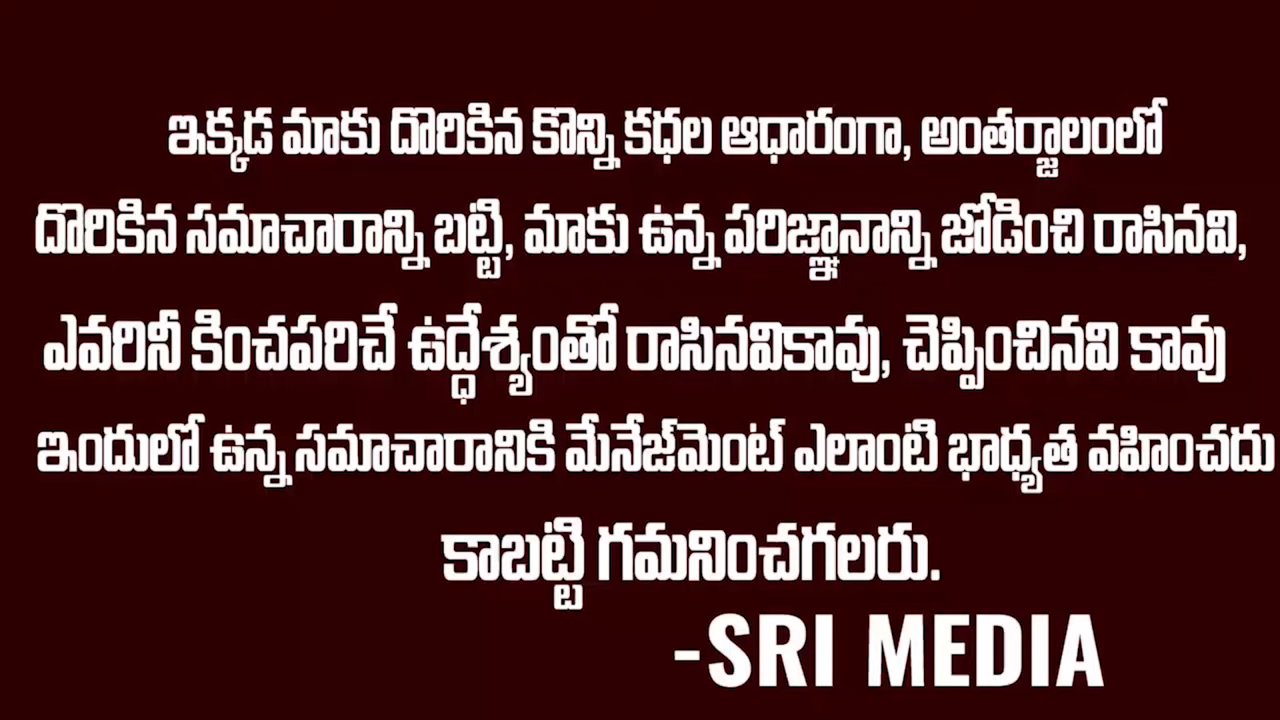 ఇక్కడ మాకు దొరికిన కొన్ని కధల ఆధారంగా, అంతర్జాలంలో
దొరికిన సమాచారాన్ని బట్టి, మాకు ఉన్న పరిజ్ఞానాన్ని జోడించి రాసినవి,
ఎవరినీ కించపరిచే ఉద్ధేశ్యంతో రాసినవికావు, చెప్పించినవి కావు
ఇందులో ఉన్న సమాచారానికి మేనేజ్‌మెంట్ ఎలాంటి భాధ్యత వహించదు
కాబట్టి గమనించగలరు.
-SRI MEDIA